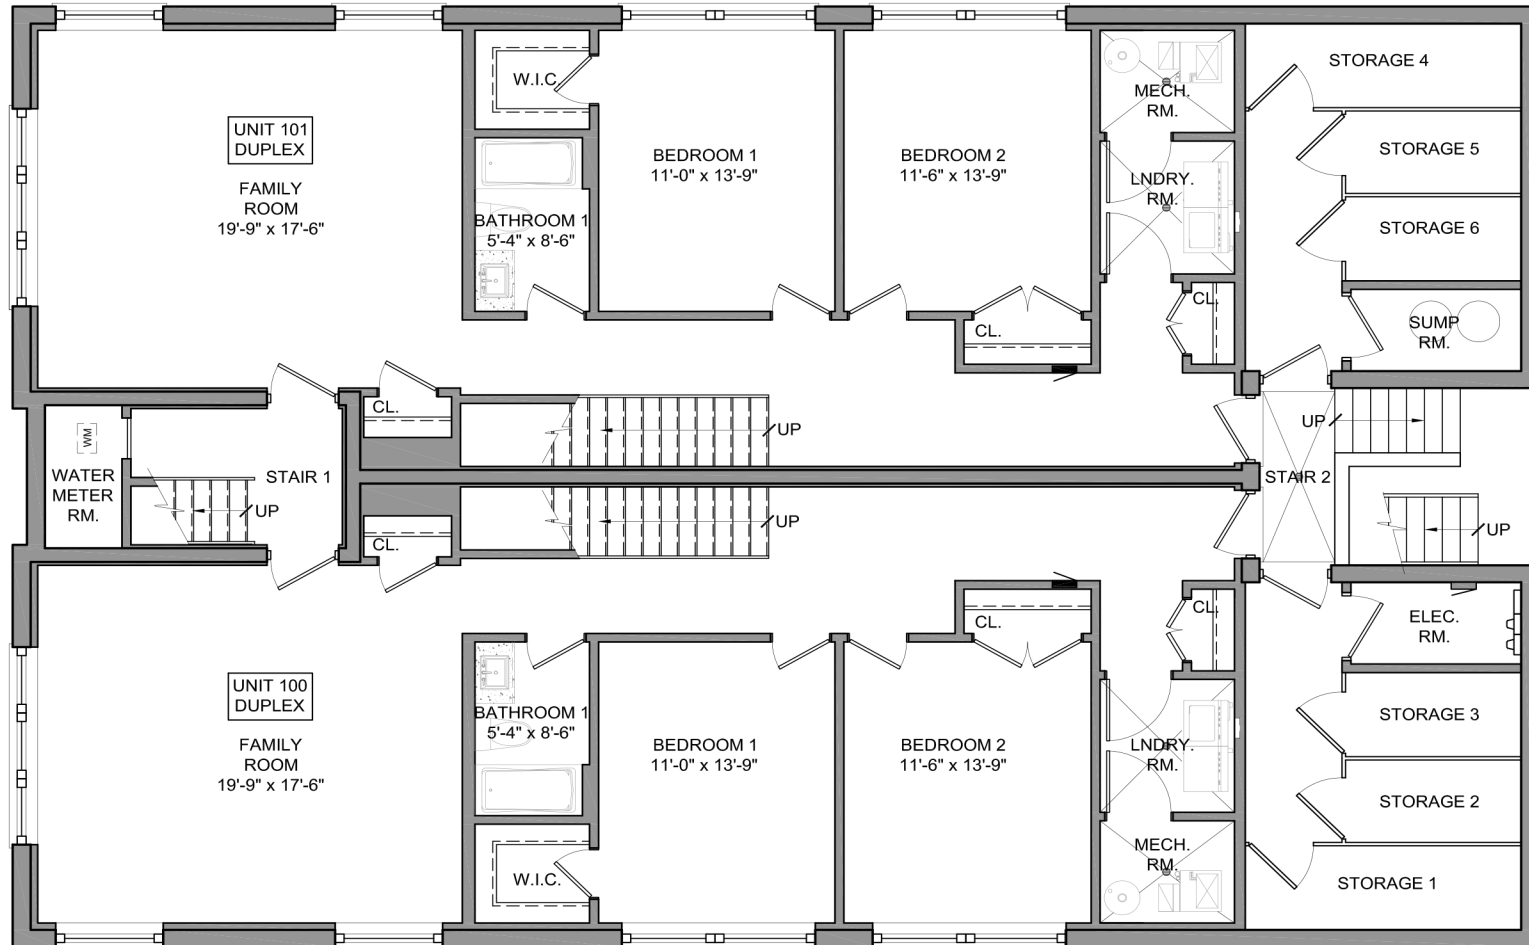 STORAGE 4
W.I.C.
MECH.
RM.
UNIT 101
DUPLEX
BEDROOM 1
11'-0" x 13'-9"
BEDROOM 2
11'-6" x 13'-9"
STORAGE 5
LNDRY.
RM.
FAMILY
ROOM
19'-9" x 17'-6"
BATHROOM 1
5'-4" x 8'-6"
STORAGE 6
CL.
CL.
SUMP
RM.
CL.
UP
UP
WM
WATER
METER
RM.
STAIR 1
STAIR 2
UP
UP
UP
CL.
CL.
CL.
ELEC.
RM.
UNIT 100
DUPLEX
BATHROOM 1
5'-4" x 8'-6"
STORAGE 3
FAMILY
ROOM
19'-9" x 17'-6"
BEDROOM 1
11'-0" x 13'-9"
BEDROOM 2
11'-6" x 13'-9"
LNDRY.
RM.
STORAGE 2
MECH.
RM.
W.I.C.
STORAGE 1